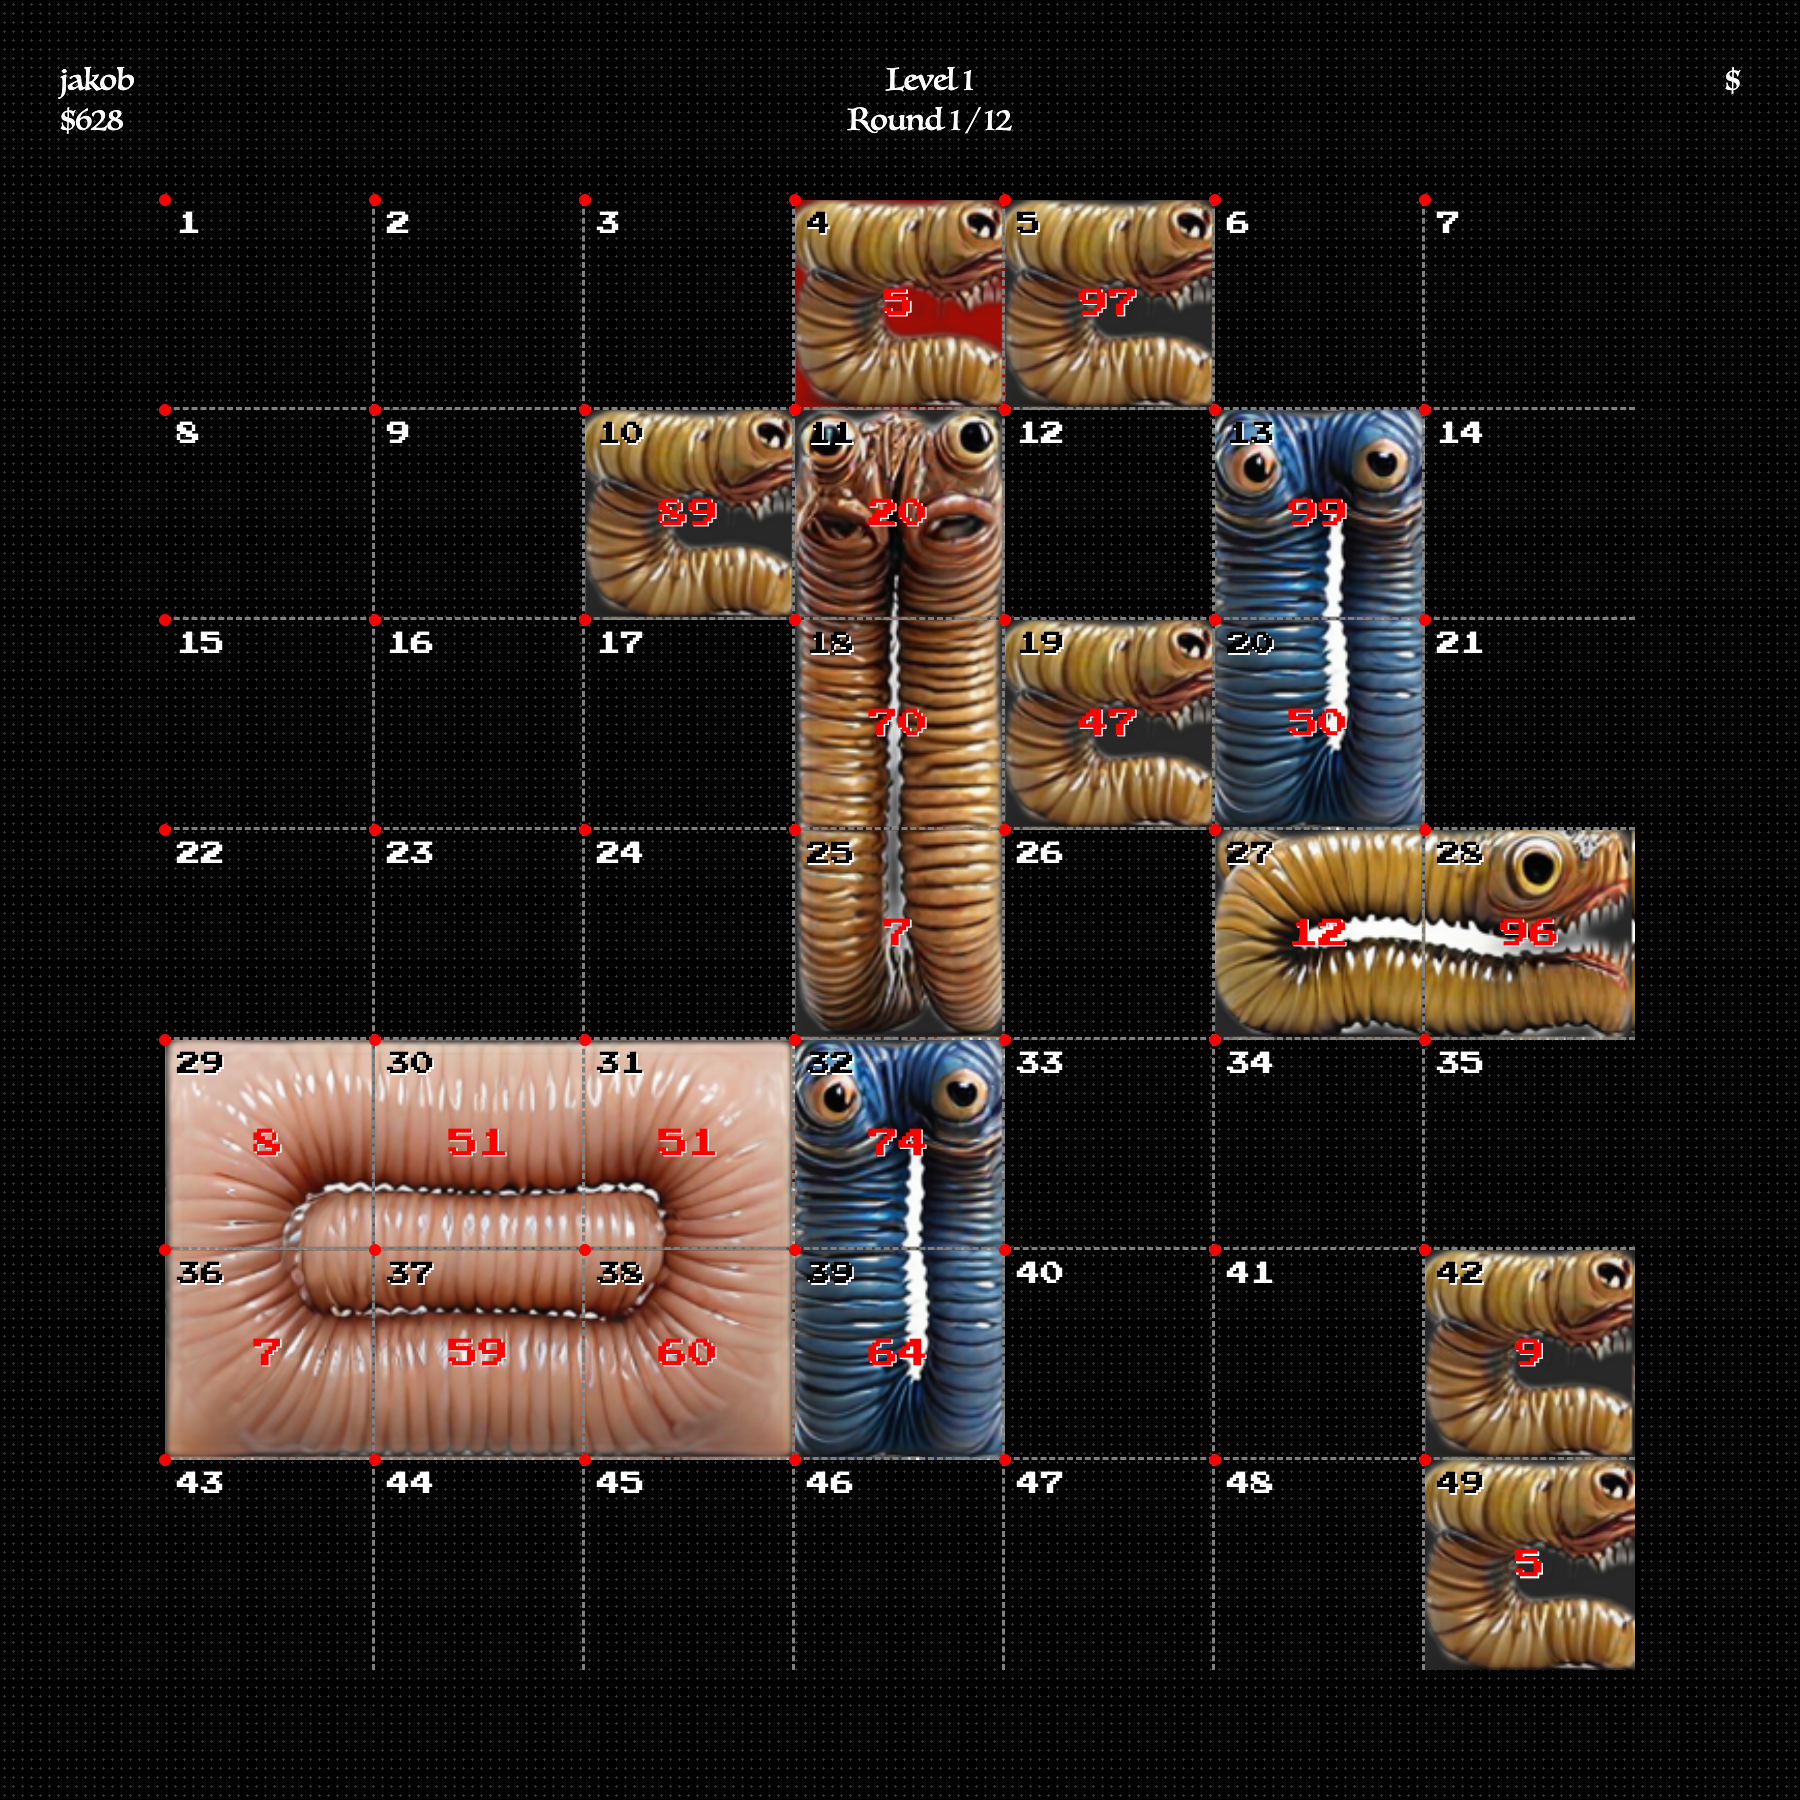 jakob
Level 1
$
$628
Round 1/12
1 2 3 4 5 6 7
5 97
8 9 10 11 12 13 14
89 20 99
15 16 17 18 19 20 21
70 47 50
22 23 24 25 26 27 28
7 12 96
29 30 31 32 33 34 35
8 51 51 74
36 37 38 39 40 41 42
7 59 60 64 9
43 44 45 46 47 48 49
5